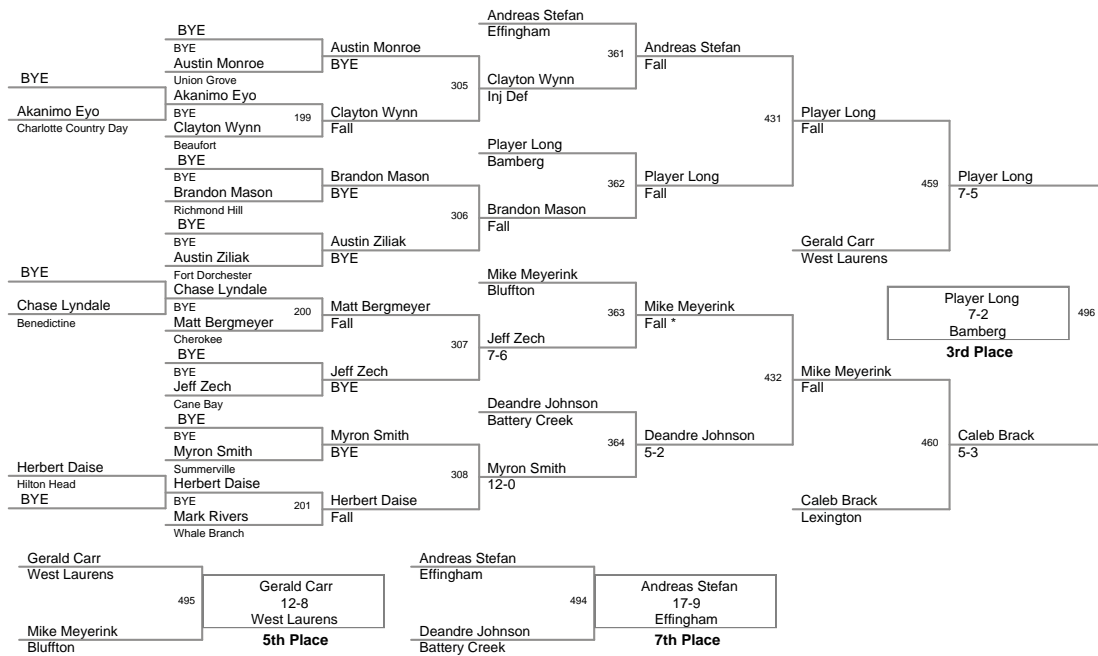 BYE
Akanimo Eyo
Charlotte Country Day
BYE
Chase Lyndale
Benedictine
Herbert Daise
Hilton Head
BYE
BYE
BYE
Austin Monroe
Union Grove
Akanimo Eyo
BYE
199
Clayton Wynn
Beaufort
BYE
BYE
Brandon Mason
Richmond Hill
BYE
BYE
Austin Ziliak
Fort Dorchester
Chase Lyndale
BYE
200
Matt Bergmeyer
Cherokee
BYE
BYE
Jeff Zech
Cane Bay
BYE
BYE
Myron Smith
Summerville
Herbert Daise
BYE
201
Mark Rivers
Whale Branch
Austin Monroe
BYE
305
Clayton Wynn
Fall
Brandon Mason
BYE
306
Austin Ziliak
BYE
Matt Bergmeyer
Fall
307
Jeff Zech
BYE
Myron Smith
BYE
308
Herbert Daise
Fall
Andreas Stefan
Effingham
361
Clayton Wynn
Inj Def
Player Long
Bamberg
362
Brandon Mason
Fall
Mike Meyerink
Bluffton
363
Jeff Zech
7-6
Deandre Johnson
Battery Creek
364
Myron Smith
12-0
Andreas Stefan
Fall
431
Player Long
Fall
Mike Meyerink
Fall *
432
Deandre Johnson
5-2
Player Long
Fall
459
Gerald Carr
West Laurens
Mike Meyerink
Fall
460
Caleb Brack
Lexington
Player Long
7-5
Caleb Brack
5-3
Player Long
7-2
Bamberg
496
3rd Place
Gerald Carr
West Laurens
495
Mike Meyerink
Bluffton
Gerald Carr
12-8
West Laurens
5th Place
Andreas Stefan
Effingham
494
Deandre Johnson
Battery Creek
Andreas Stefan
17-9
Effingham
7th Place